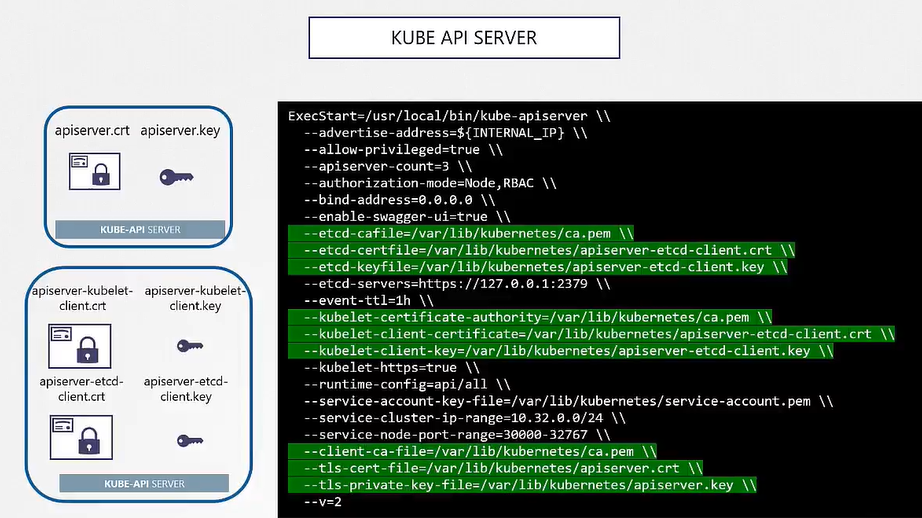 KUBE API SERVER
apiserver.crt apiserver.key
KUBE-API SERVER
apiserver-kubelet-client.crt apiserver-kubelet-client.key
apiserver-etcd-client.crt apiserver-etcd-client.key
KUBE-API SERVER
ExecStart=/usr/local/bin/kube-apiserver \\
--advertise-address=${INTERNAL_IP} \\
--allow-privileged=true \\
--apiserver-count=3 \\
--authorization-mode=Node,RBAC \\
--bind-address=0.0.0.0 \\
--enable-swagger-ui=true \\
--etcd-cafile=/var/lib/kubernetes/ca.pem \\
--etcd-certfile=/var/lib/kubernetes/apiserver-etcd-client.crt \\
--etcd-keyfile=/var/lib/kubernetes/apiserver-etcd-client.key \\
--etcd-servers=https://127.0.0.1:2379 \\
--event-ttl=1h \\
--kubelet-certificate-authority=/var/lib/kubernetes/ca.pem \\
--kubelet-client-certificate=/var/lib/kubernetes/apiserver-etcd-client.crt \\
--kubelet-client-key=/var/lib/kubernetes/apiserver-etcd-client.key \\
--kubelet-https=true \\
--runtime-config=api/all \\
--service-account-key-file=/var/lib/kubernetes/service-account.pem \\
--service-cluster-ip-range=10.32.0.0/24 \\
--service-node-port-range=30000-32767 \\
--client-ca-file=/var/lib/kubernetes/ca.pem \\
--tls-cert-file=/var/lib/kubernetes/apiserver.crt \\
--tls-private-key-file=/var/lib/kubernetes/apiserver.key \\
--v=2